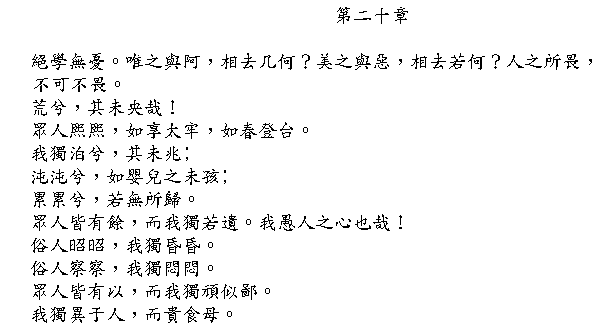 第二十章
絕學無憂。唯之與阿，相去几何？美之與惡，相去若何？人之所畏，
不可不畏。
荒兮，其未央哉！
眾人熙熙，如享太牢，如春登台。
我獨泊兮，其未兆；
沌沌兮，如嬰兒之未孩；
累累兮，若無所歸。
眾人皆有餘，而我獨若遺。我愚人之心也哉！
俗人昭昭，我獨昏昏。
俗人察察，我獨悶悶。
眾人皆有以，而我獨頑似鄙。
我獨異子人，而貴食母。